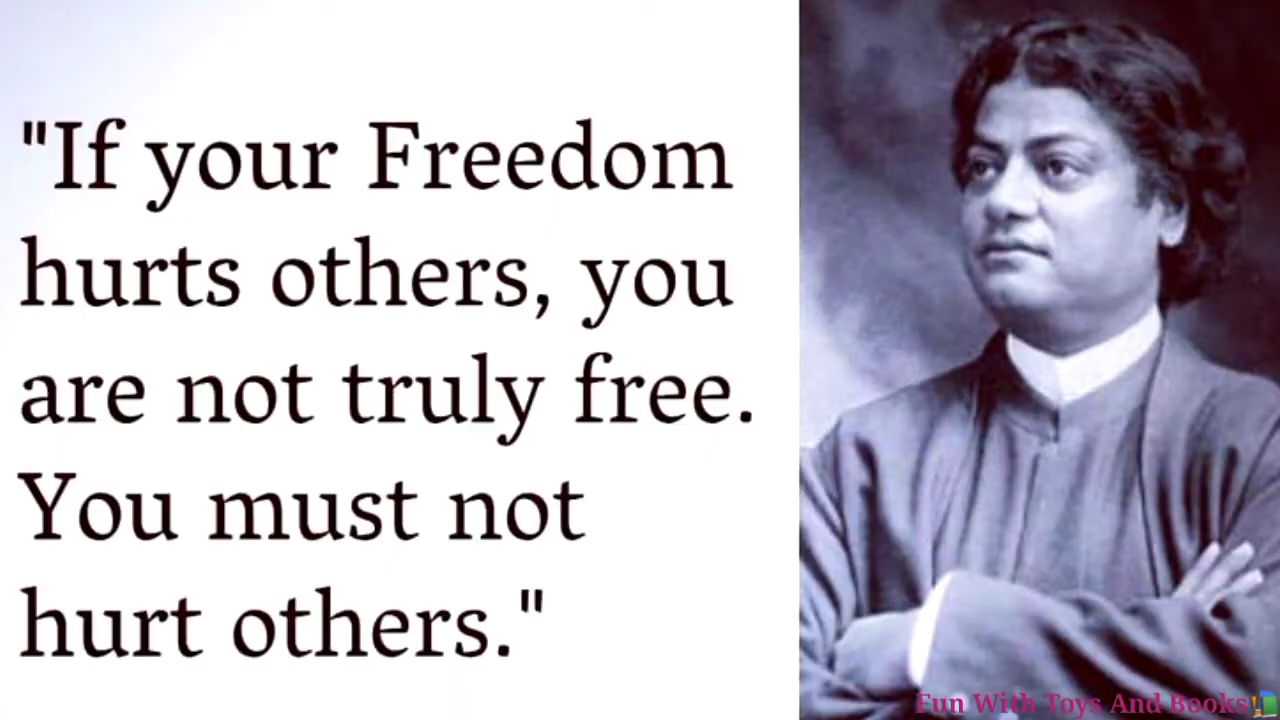 "If your Freedom
hurts others, you
are not truly free.
You must not
hurt others."
Fun With Toys And Books